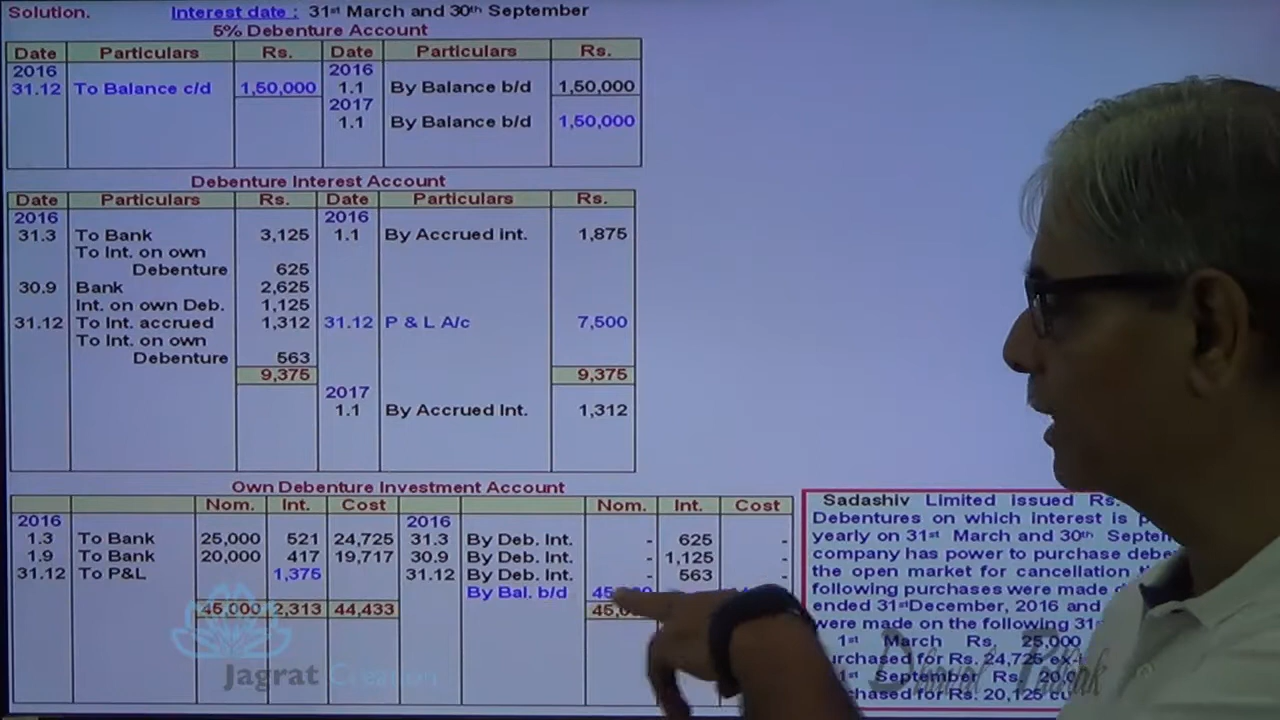 Solution. Interest date : 31st March and 30th September
5% Debenture Account
Date Particulars Rs. Date Particulars Rs.
2016 2016
31.12 To Balance c/d 1,50,000 1.1 By Balance b/d 1,50,000
2017
1.1 By Balance b/d 1,50,000
Debenture Interest Account
Date Particulars Rs. Date Particulars Rs.
2016 2016
31.3 To Bank 3,125 1.1 By Accrued int. 1,875
To Int. on own
Debenture 625
30.9 Bank 2,625
Int. on own Deb. 1,125
31.12 To Int. accrued 1,312 31.12 P & L A/c 7,500
To Int. on own
Debenture 563
9,375 9,375
2017
1.1 By Accrued Int. 1,312
Own Debenture Investment Account
Nom. Int. Cost Nom. Int. Cost
2016 2016
1.3 To Bank 25,000 521 24,725 31.3 By Deb. Int. - 625 -
1.9 To Bank 20,000 417 19,717 30.9 By Deb. Int. - 1,125 -
31.12 To P&L 1,375 31.12 By Deb. Int. - 563 -
By Bal. b/d
45,000 2,313 44,433
Sadashiv Limited issued Rs.
Debentures on which interest is
yearly on 31st March and 30th
company has power to purchase
the open market for cancellation
following purchases were made
ended 31st December, 2016 and
were made on the following
1st March Rs. 25,000
purchased for Rs. 24,725
September Rs.
purchased for Rs. 20,125
Jagrat Creation